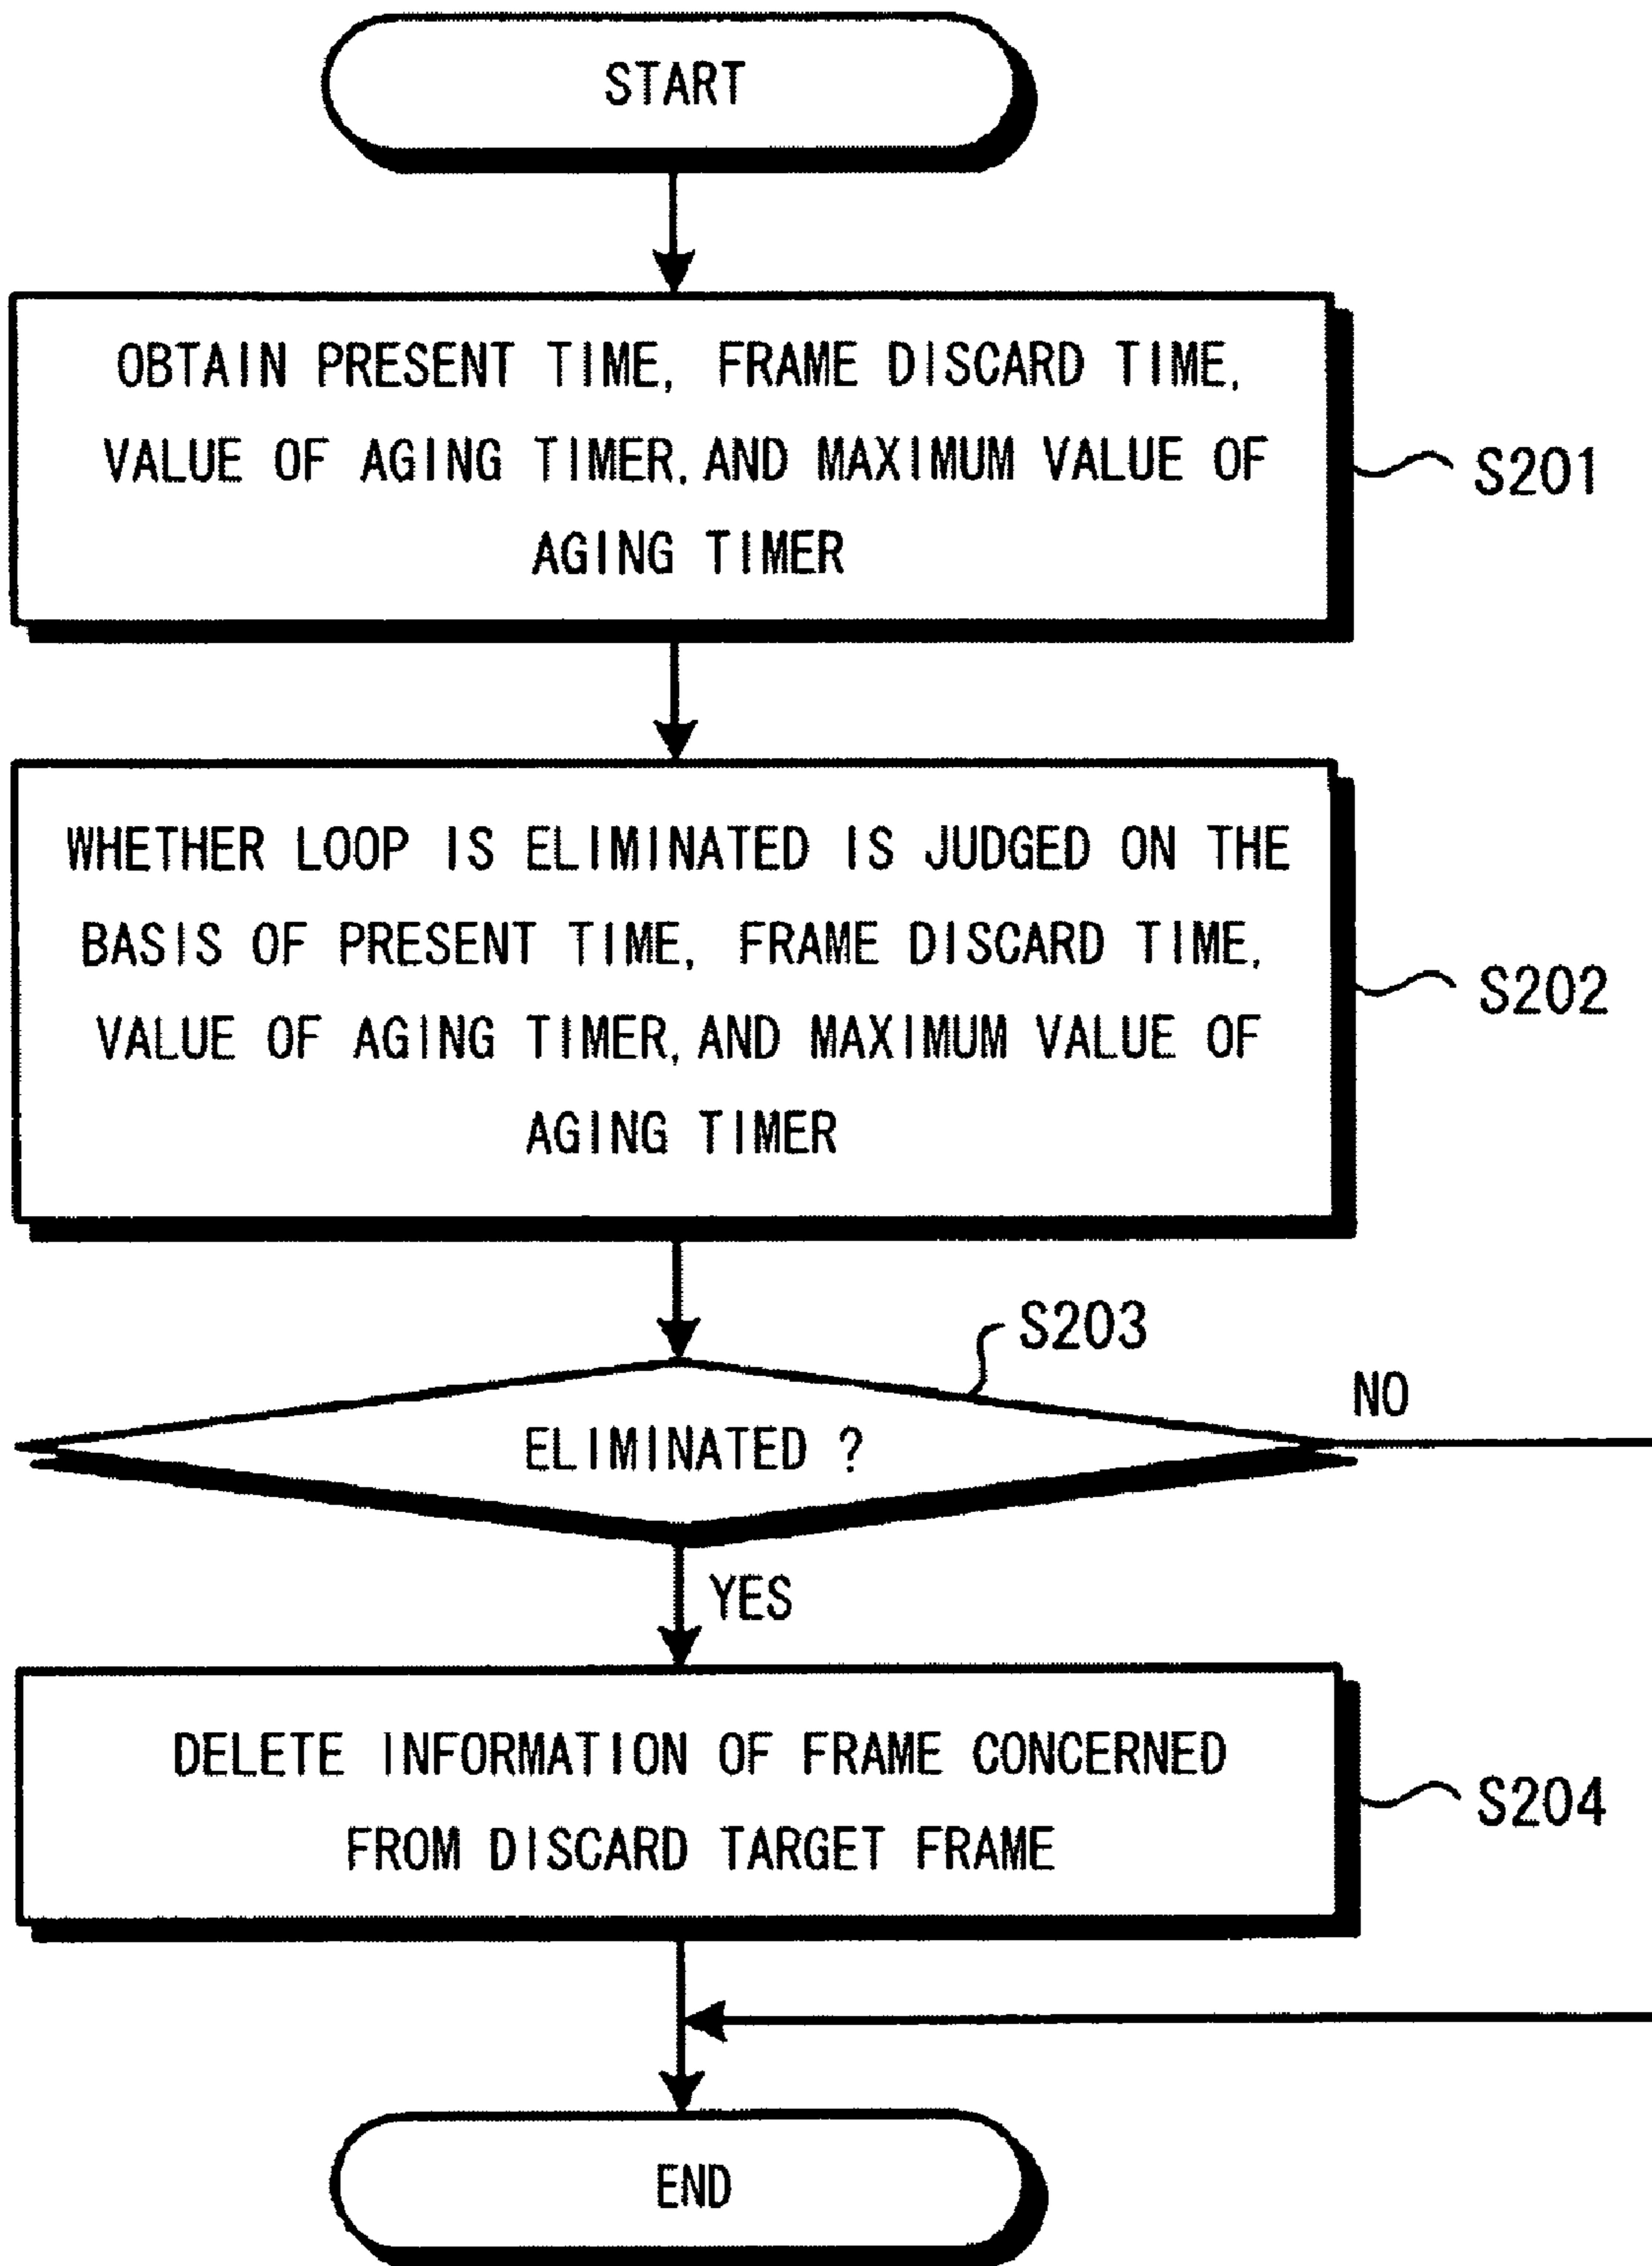 START
OBTAIN PRESENT TIME, FRAME DISCARD TIME,
VALUE OF AGING TIMER, AND MAXIMUM VALUE OF
AGING TIMER
S201
WHETHER LOOP IS ELIMINATED IS JUDGED ON THE
BASIS OF PRESENT TIME, FRAME DISCARD TIME,
VALUE OF AGING TIMER, AND MAXIMUM VALUE OF
AGING TIMER
S202
S203
ELIMINATED ?
NO
YES
DELETE INFORMATION OF FRAME CONCERNED
FROM DISCARD TARGET FRAME
S204
END